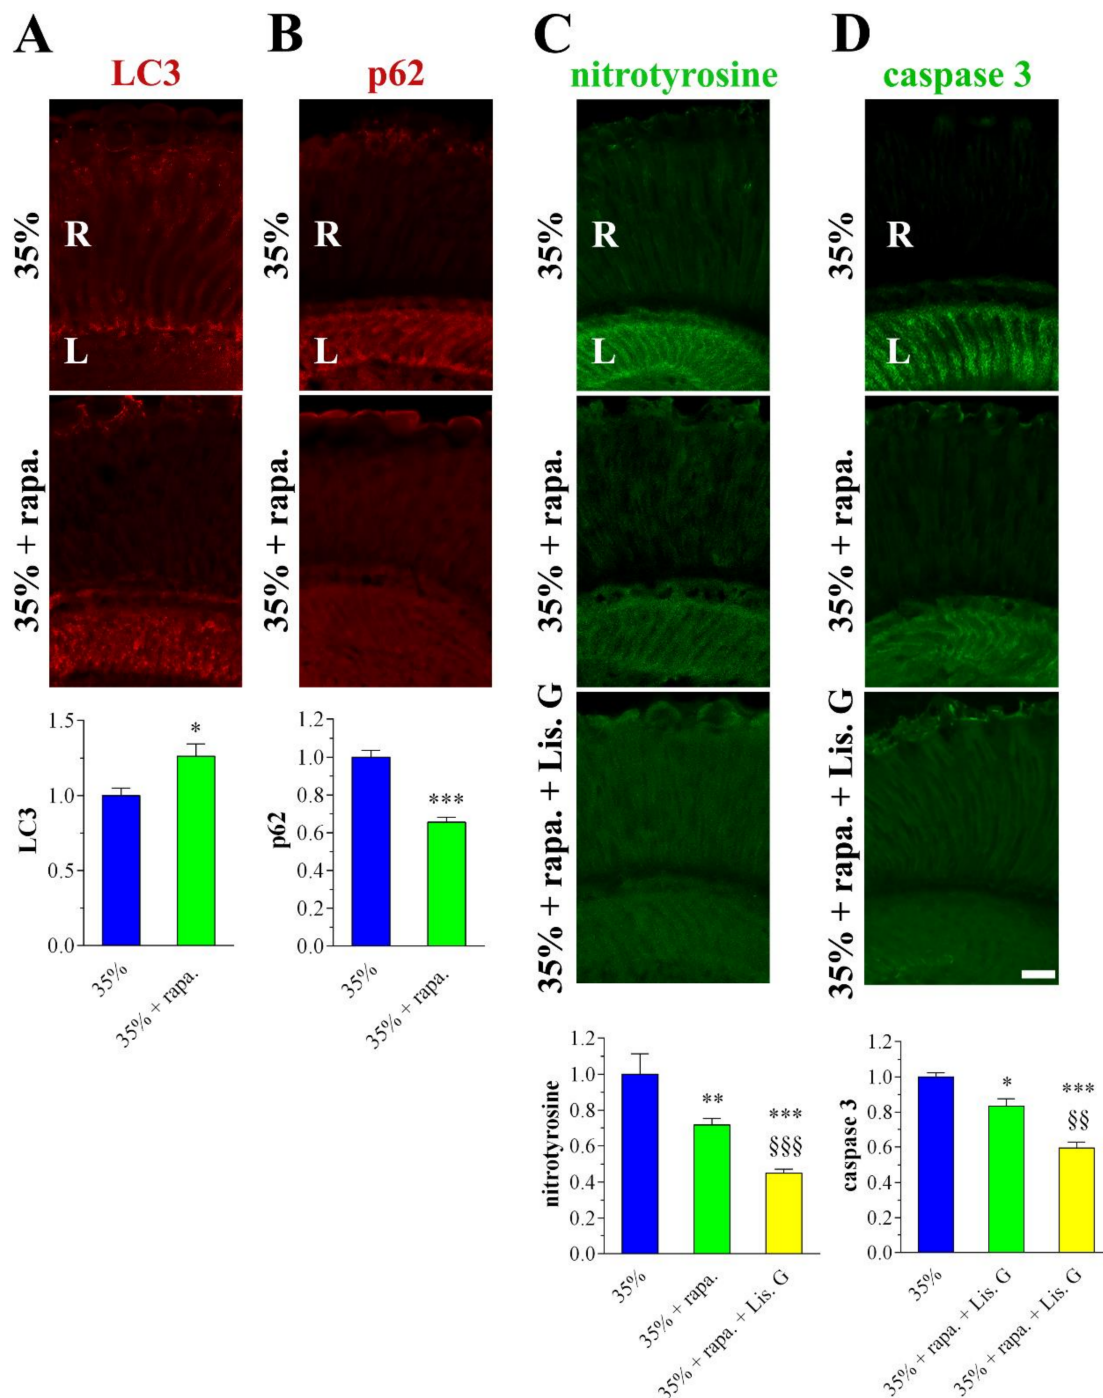 A
B
C
D
LC3
p62
nitrotyrosine
caspase 3
35%
R
L
35%
R
L
35%
R
L
35%
R
L
35% + rapa.
35% + rapa.
35% + rapa.
35% + rapa.
35% + rapa. + Lis. G
35% + rapa. + Lis. G
LC3
1.5
1.0
0.5
0.0
*
35%
35% + rapa.
p62
1.2
1.0
0.8
0.6
0.4
0.2
0.0
***
35%
35% + rapa.
nitrotyrosine
1.2
1.0
0.8
0.6
0.4
0.2
0.0
**
***
§§§
35%
35% + rapa.
35% + rapa. + Lis. G
caspase 3
1.2
1.0
0.8
0.6
0.4
0.2
0.0
*
***
§§
35%
35% + rapa. + Lis. G
35% + rapa. + Lis. G